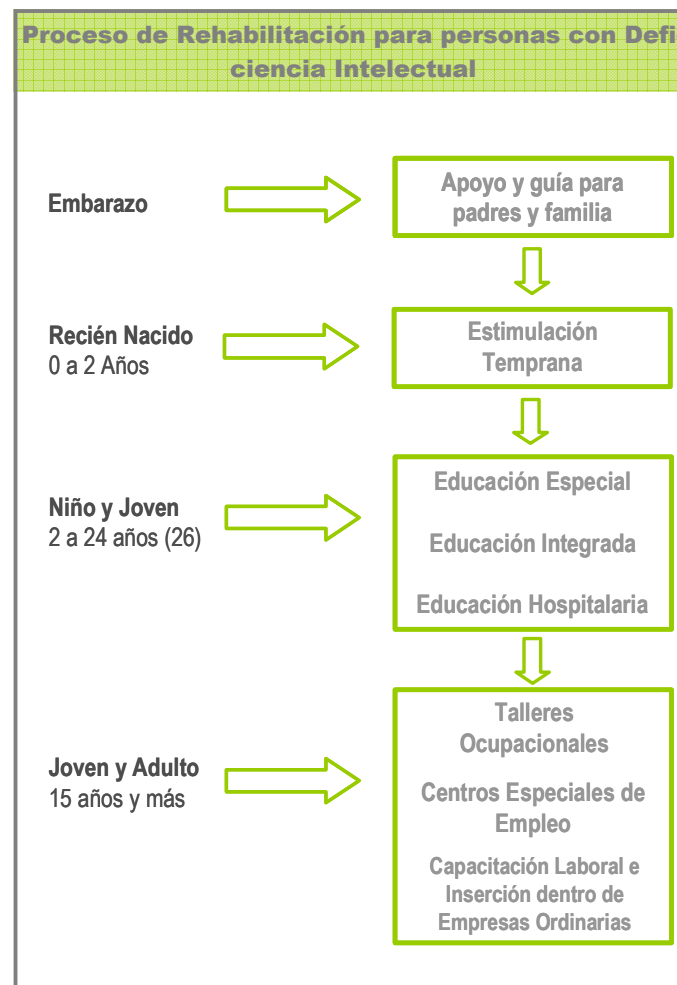 Proceso de Rehabilitación para personas con Defi
ciencia Intelectual
Embarazo
Apoyo y guía para
padres y familia
Recién Nacido
0 a 2 Años
Estimulación
Temprana
Niño y Joven
2 a 24 años (26)
Educación Especial
Educación Integrada
Educación Hospitalaria
Joven y Adulto
15 años y más
Talleres
Ocupacionales
Centros Especiales de
Empleo
Capacitación Laboral e
Inserción dentro de
Empresas Ordinarias